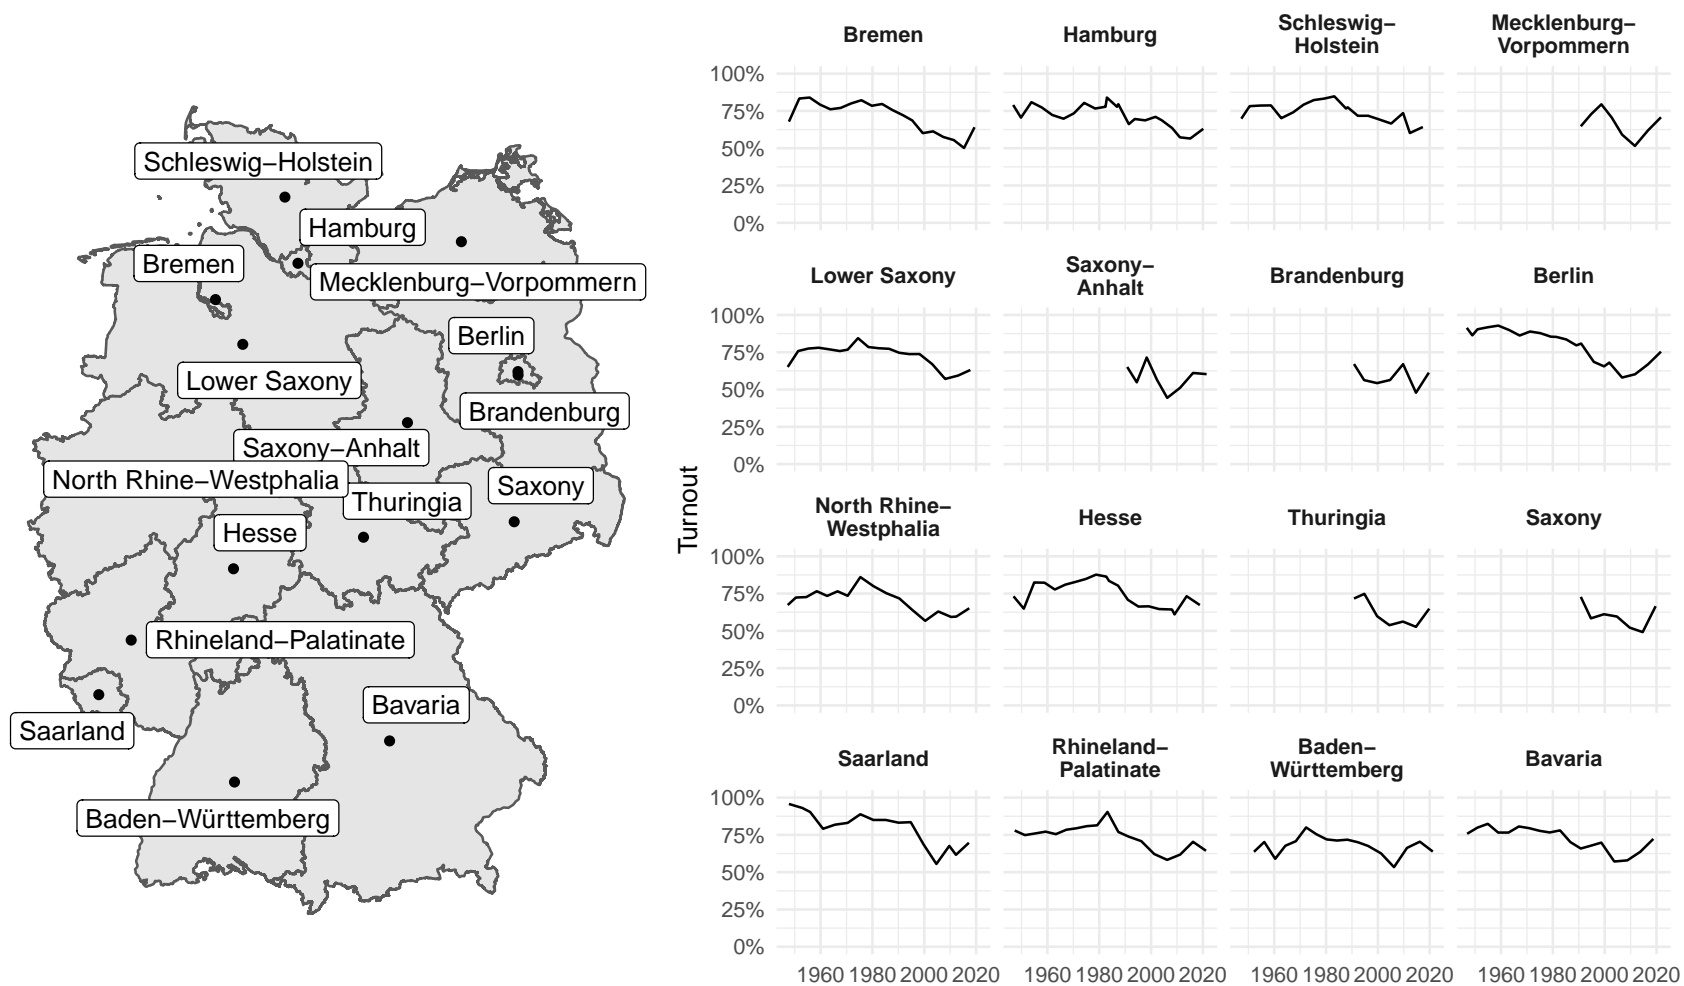 Schleswig–Holstein
Hamburg
Bremen
Mecklenburg–Vorpommern
Berlin
Lower Saxony
Brandenburg
Saxony–Anhalt
North Rhine–Westphalia
Thuringia
Saxony
Hesse
Rhineland–Palatinate
Bavaria
Saarland
Baden–Württemberg
Turnout
Bremen
Hamburg
Schleswig–
Holstein
Mecklenburg–
Vorpommern
100%
75%
50%
25%
0%
Lower Saxony
Saxony–
Anhalt
Brandenburg
Berlin
100%
75%
50%
25%
0%
North Rhine–
Westphalia
Hesse
Thuringia
Saxony
100%
75%
50%
25%
0%
Saarland
Rhineland–
Palatinate
Baden–
Württemberg
Bavaria
100%
75%
50%
25%
0%
1960 1980 2000 2020 1960 1980 2000 2020 1960 1980 2000 2020 1960 1980 2000 2020